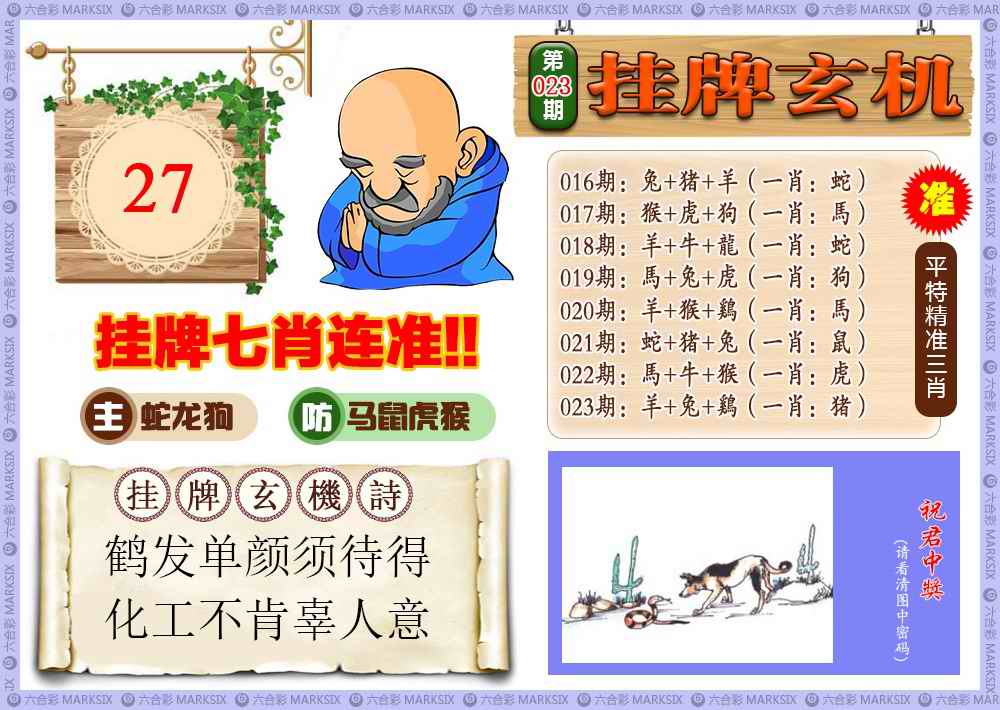 六合彩 MARKSIX
27
第
023
期
挂牌玄机
016期：兔+猪+羊（一肖：蛇）
017期：猴+虎+狗（一肖：馬）
018期：羊+牛+龍（一肖：蛇）
019期：馬+兔+虎（一肖：狗）
020期：羊+猴+鷄（一肖：馬）
021期：蛇+猪+兔（一肖：鼠）
022期：馬+牛+猴（一肖：虎）
023期：羊+兔+鷄（一肖：猪）
准
平特精准三肖
挂牌七肖连准!!
主 蛇龙狗
防 马鼠虎猴
挂牌玄機詩
鹤发单颜须待得
化工不肯辜人意
祝君中獎
（请看清图中密码）